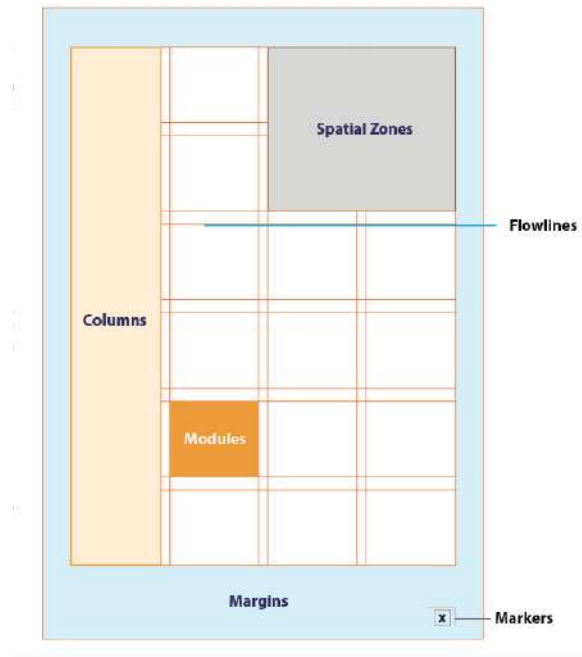 Spatial Zones
Flowlines
Columns
Modules
Margins
x
Markers